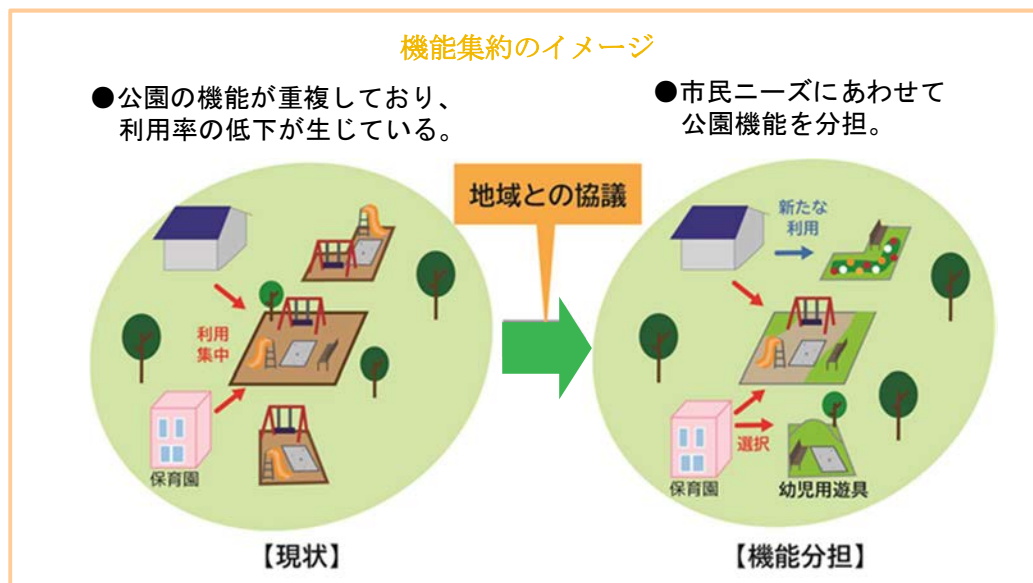 機能集約のイメージ
●公園の機能が重複しており、
利用率の低下が生じている。
●市民ニーズにあわせて
公園機能を分担。
地域との協議
利用
集中
保育園
【現状】
新たな
利用
選択
保育園
幼児用遊具
【機能分担】